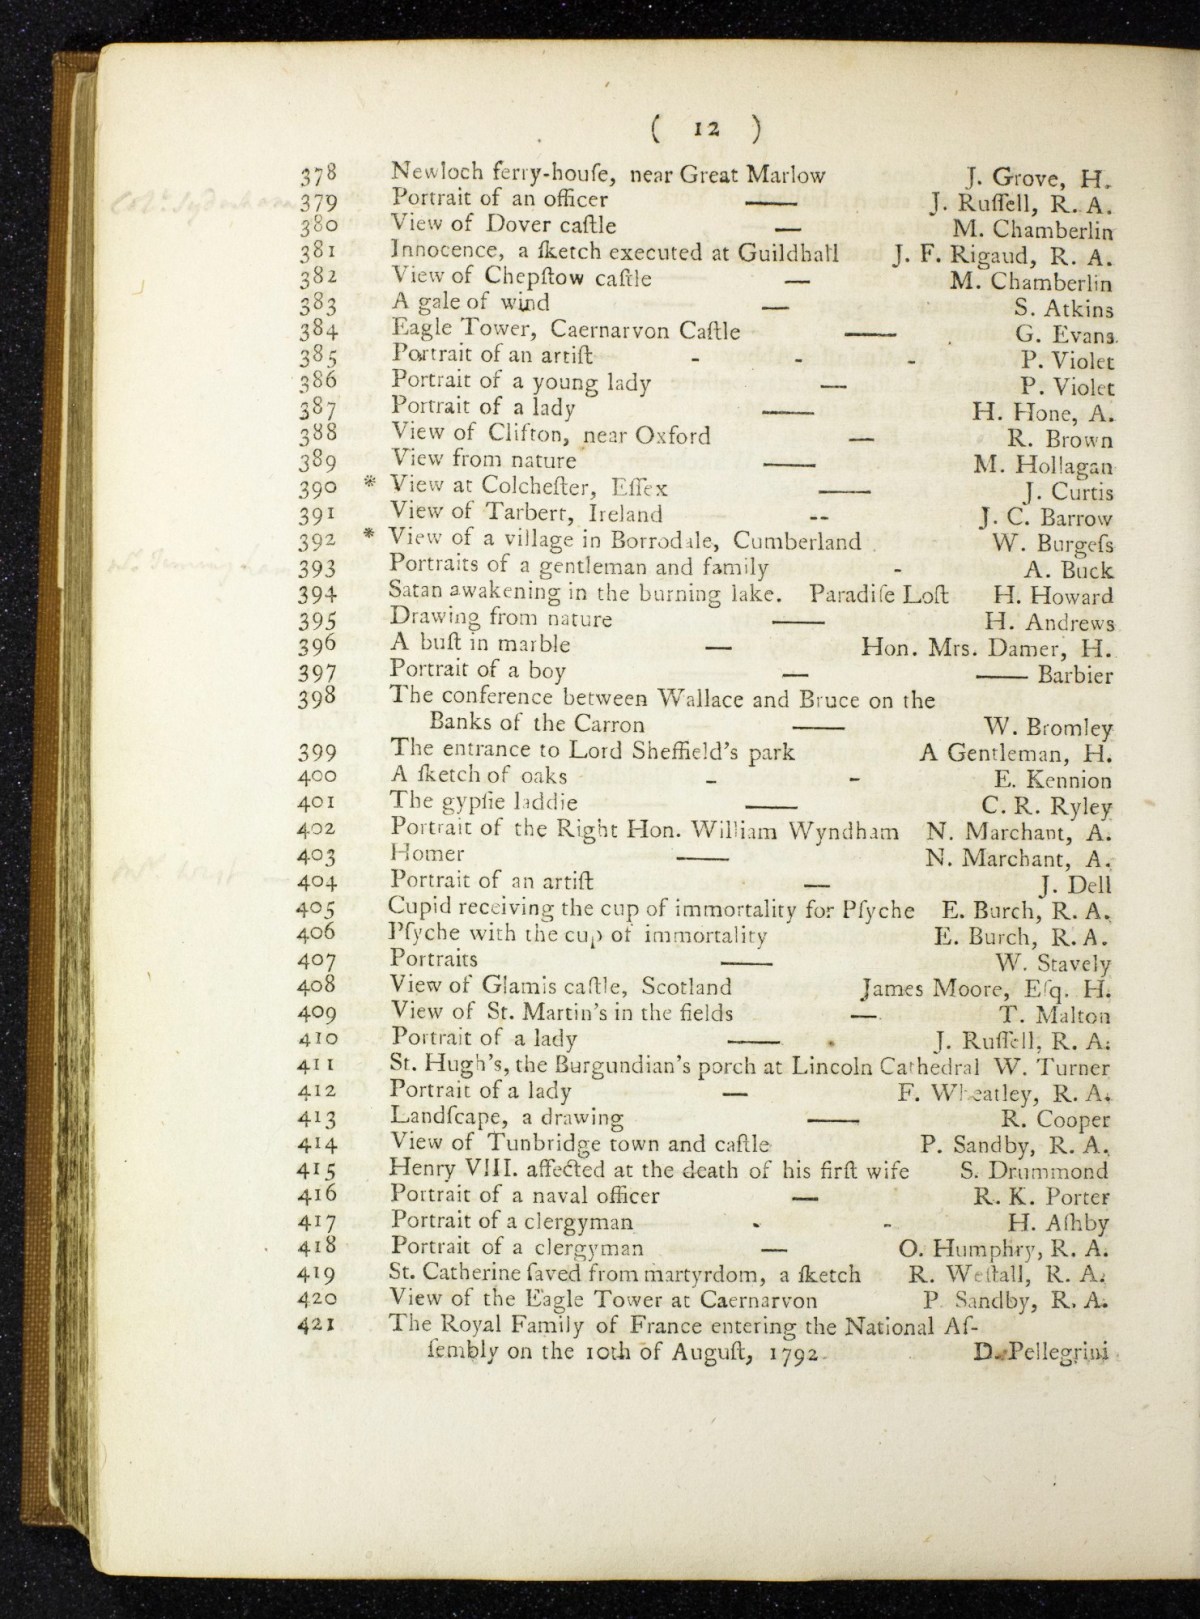 ( 12 )
378 Newloch ferry-houſe, near Great Marlow J. Grove, H.
Colˡ. Sydenham 379 Portrait of an officer —— J. Ruſſell, R. A.
380 View of Dover caſtle — M. Chamberlin
381 Innocence, a ſketch executed at Guildhall J. F. Rigaud, R. A.
382 View of Chepſtow caſtle — M. Chamberlin
383 A gale of wind — S. Atkins
384 Eagle Tower, Caernarvon Caſtle —— G. Evans.
385 Portrait of an artiſt - - - P. Violet
386 Portrait of a young lady — P. Violet
387 Portrait of a lady —— H. Hone, A.
388 View of Clifton, near Oxford — R. Brown
389 View from nature —— M. Hollagan
390 * View at Colcheſter, Eſſex —— J. Curtis
391 View of Tarbert, Ireland -- J. C. Barrow
392 * View of a village in Borrodale, Cumberland W. Burgeſs
393 Portraits of a gentleman and family - A. Buck
394 Satan awakening in the burning lake. Paradiſe Loſt H. Howard
395 Drawing from nature —— H. Andrews
396 A buſt in marble — Hon. Mrs. Damer, H.
397 Portrait of a boy — —— Barbier
398 The conference between Wallace and Bruce on the
Banks of the Carron —— W. Bromley
399 The entrance to Lord Sheffield's park A Gentleman, H.
400 A ſketch of oaks - - E. Kennion
401 The gypſie laddie —— C. R. Ryley
402 Portrait of the Right Hon. William Wyndham N. Marchant, A.
403 Homer —— N. Marchant, A.
Mr. West — 404 Portrait of an artiſt — J. Dell
405 Cupid receiving the cup of immortality for Pſyche E. Burch, R. A.
406 Pſyche with the cup of immortality E. Burch, R. A.
407 Portraits —— W. Stavely
408 View of Glamis caſtle, Scotland James Moore, Eſq. H.
409 View of St. Martin's in the fields — T. Malton
410 Portrait of a lady —— J. Ruſſell, R. A.
411 St. Hugh's, the Burgundian's porch at Lincoln Cathedral W. Turner
412 Portrait of a lady — F. Wheatley, R. A.
413 Landſcape, a drawing —— R. Cooper
414 View of Tunbridge town and caſtle P. Sandby, R. A.
415 Henry VIII. affected at the death of his firſt wife S. Drummond
416 Portrait of a naval officer — R. K. Porter
417 Portrait of a clergyman - - H. Aſhby
418 Portrait of a clergyman — O. Humphry, R. A.
419 St. Catherine ſaved from martyrdom, a ſketch R. Weſtall, R. A.
420 View of the Eagle Tower at Caernarvon P. Sandby, R. A.
421 The Royal Family of France entering the National Aſ-
ſembly on the 10th of Auguſt, 1792 D. Pellegrini